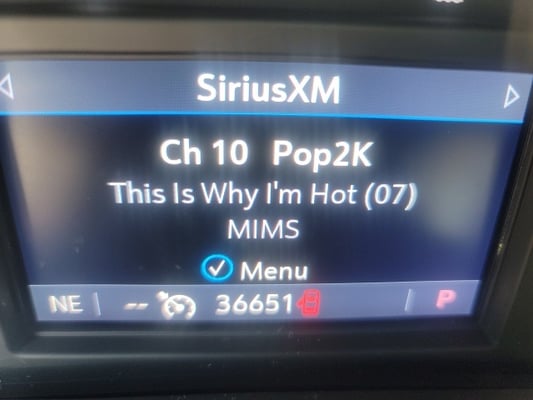 SiriusXM
Ch 10 Pop2K
This Is Why I'm Hot (07)
MIMS
Menu
NE -- 36651 P